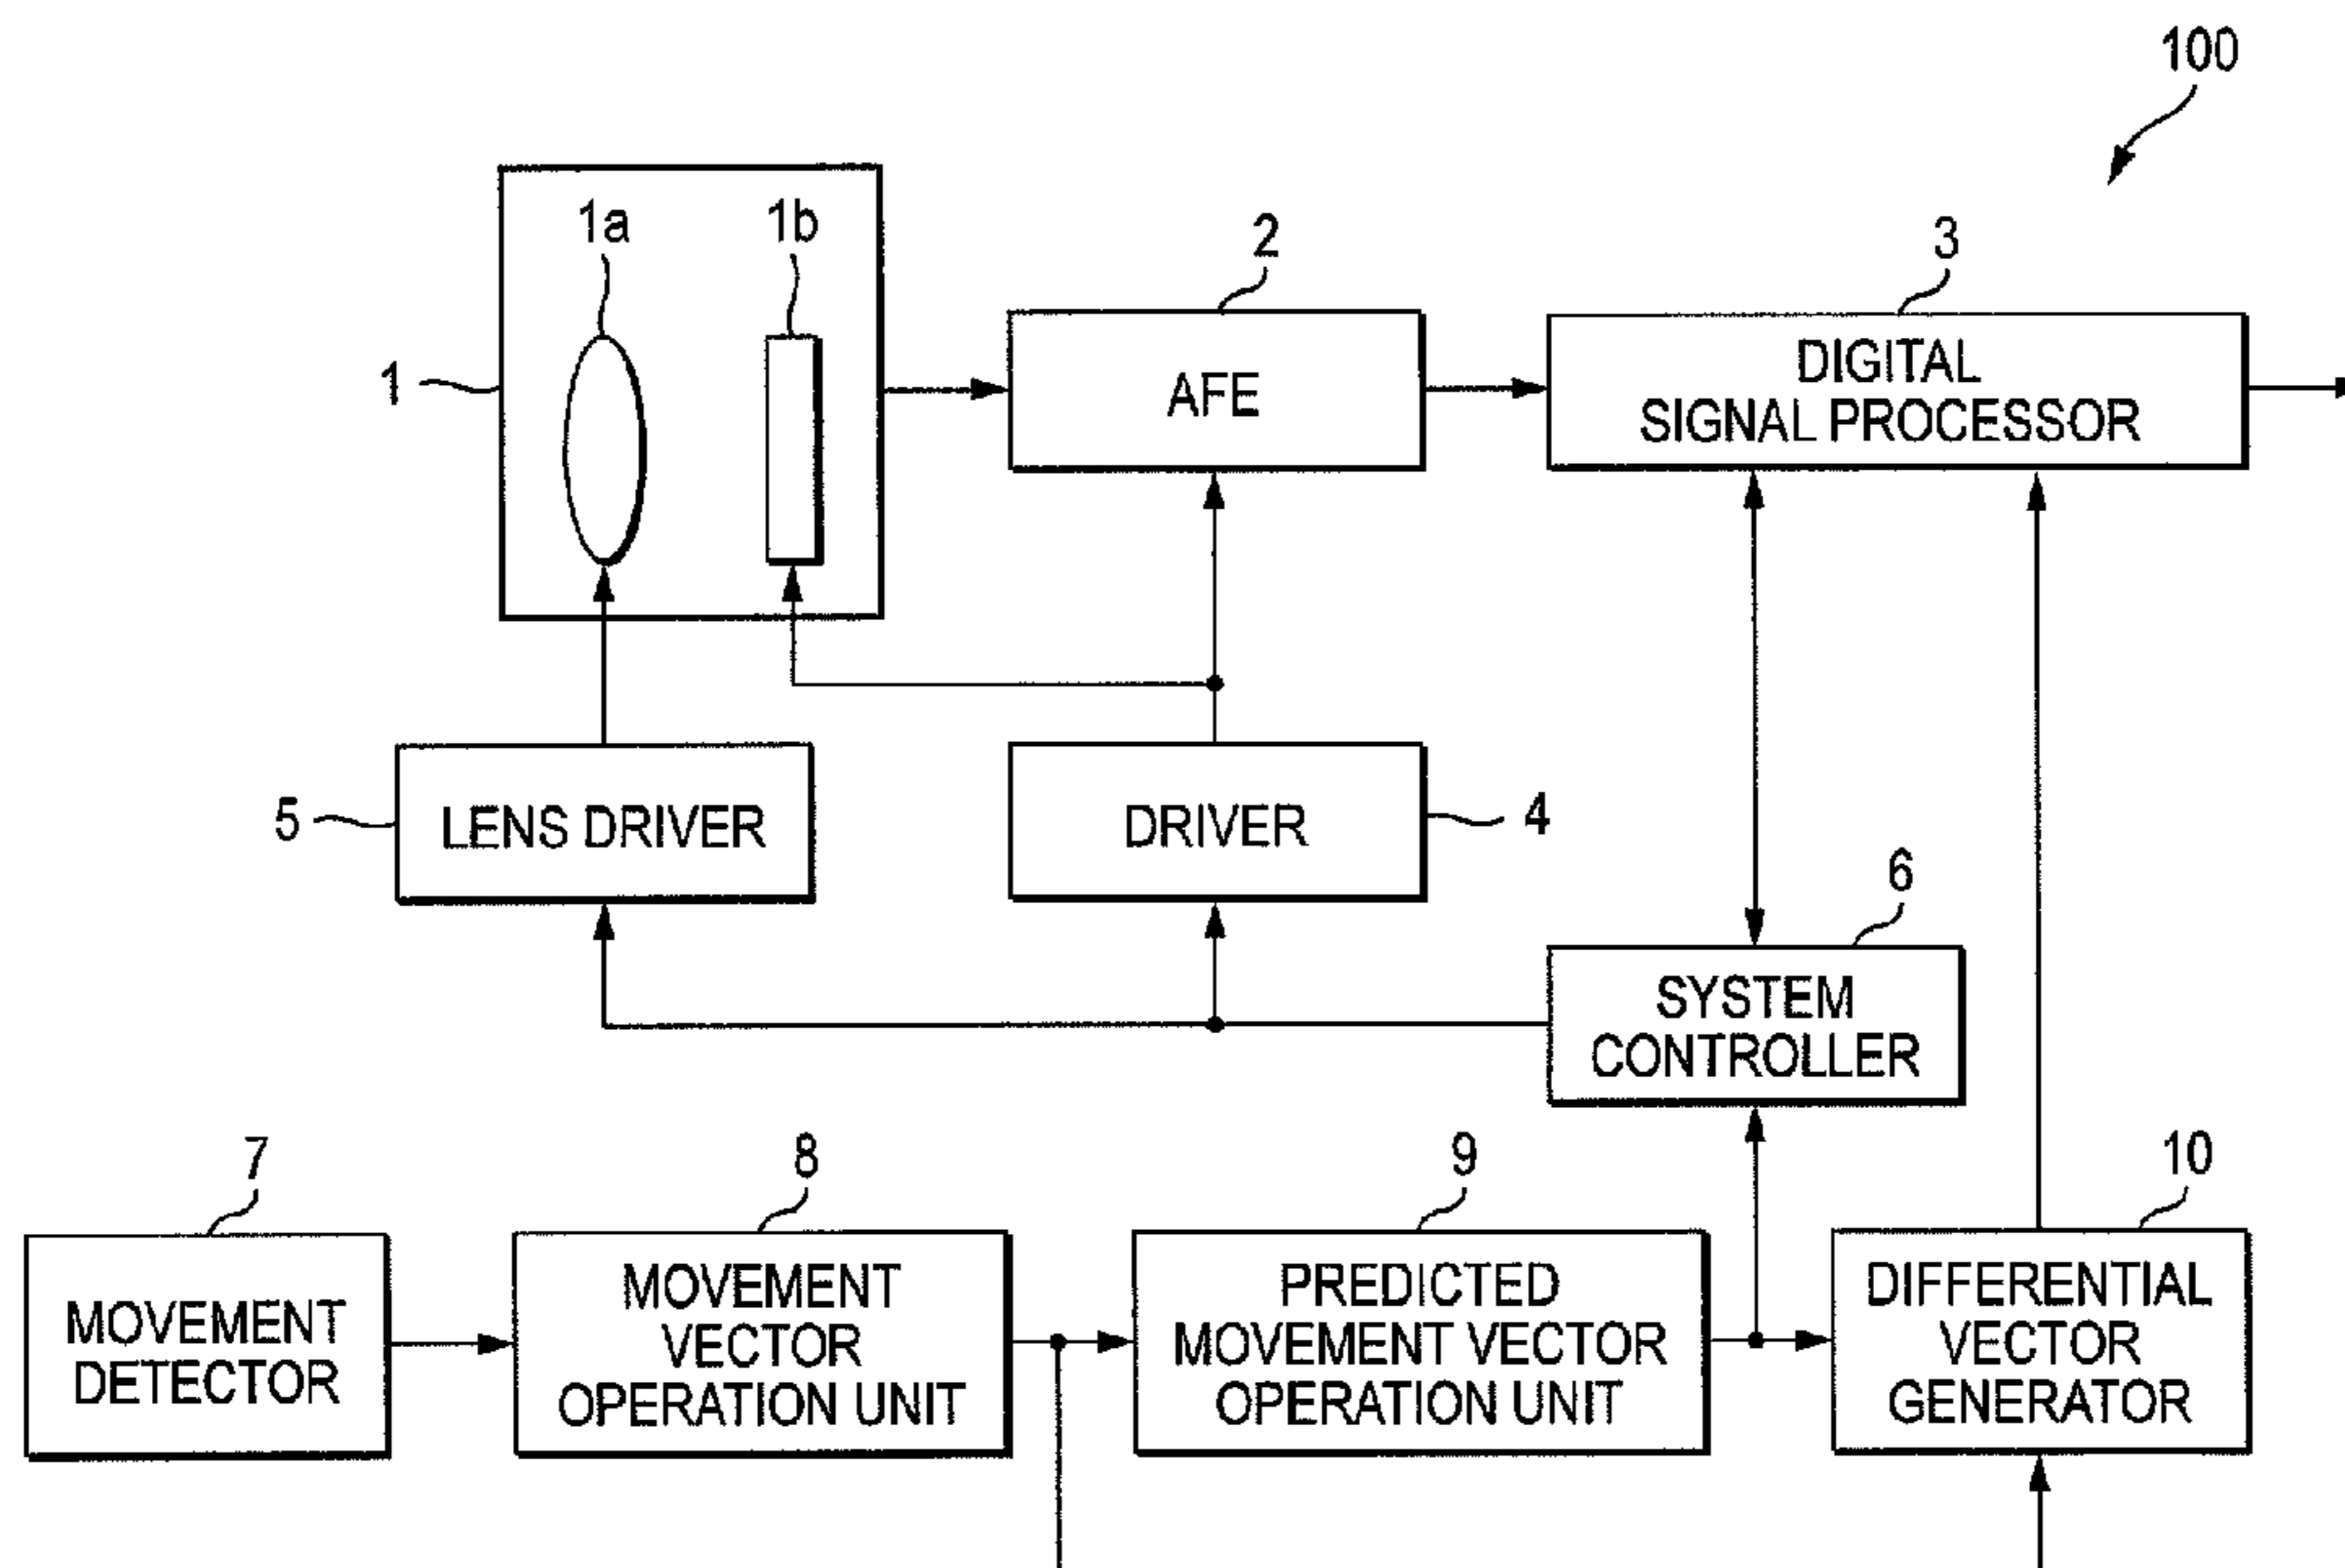 100
1a
1b
2
3
1
AFE
DIGITAL
SIGNAL PROCESSOR
5
LENS DRIVER
DRIVER
4
6
SYSTEM
CONTROLLER
7
8
9
10
MOVEMENT
DETECTOR
MOVEMENT
VECTOR
OPERATION UNIT
PREDICTED
MOVEMENT VECTOR
OPERATION UNIT
DIFFERENTIAL
VECTOR
GENERATOR